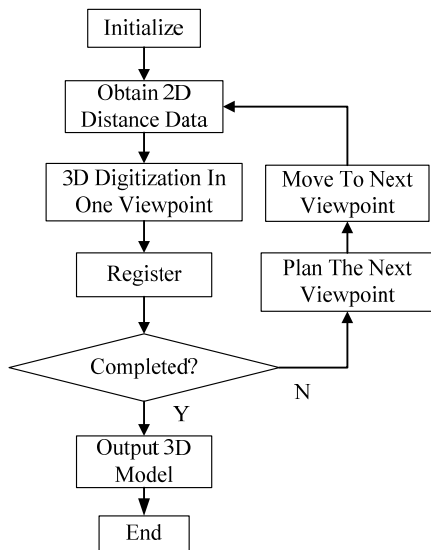 Initialize
Obtain 2D
Distance Data
3D Digitization In
One Viewpoint
Move To Next
Viewpoint
Register
Plan The Next
Viewpoint
Completed?
N
Y
Output 3D
Model
End